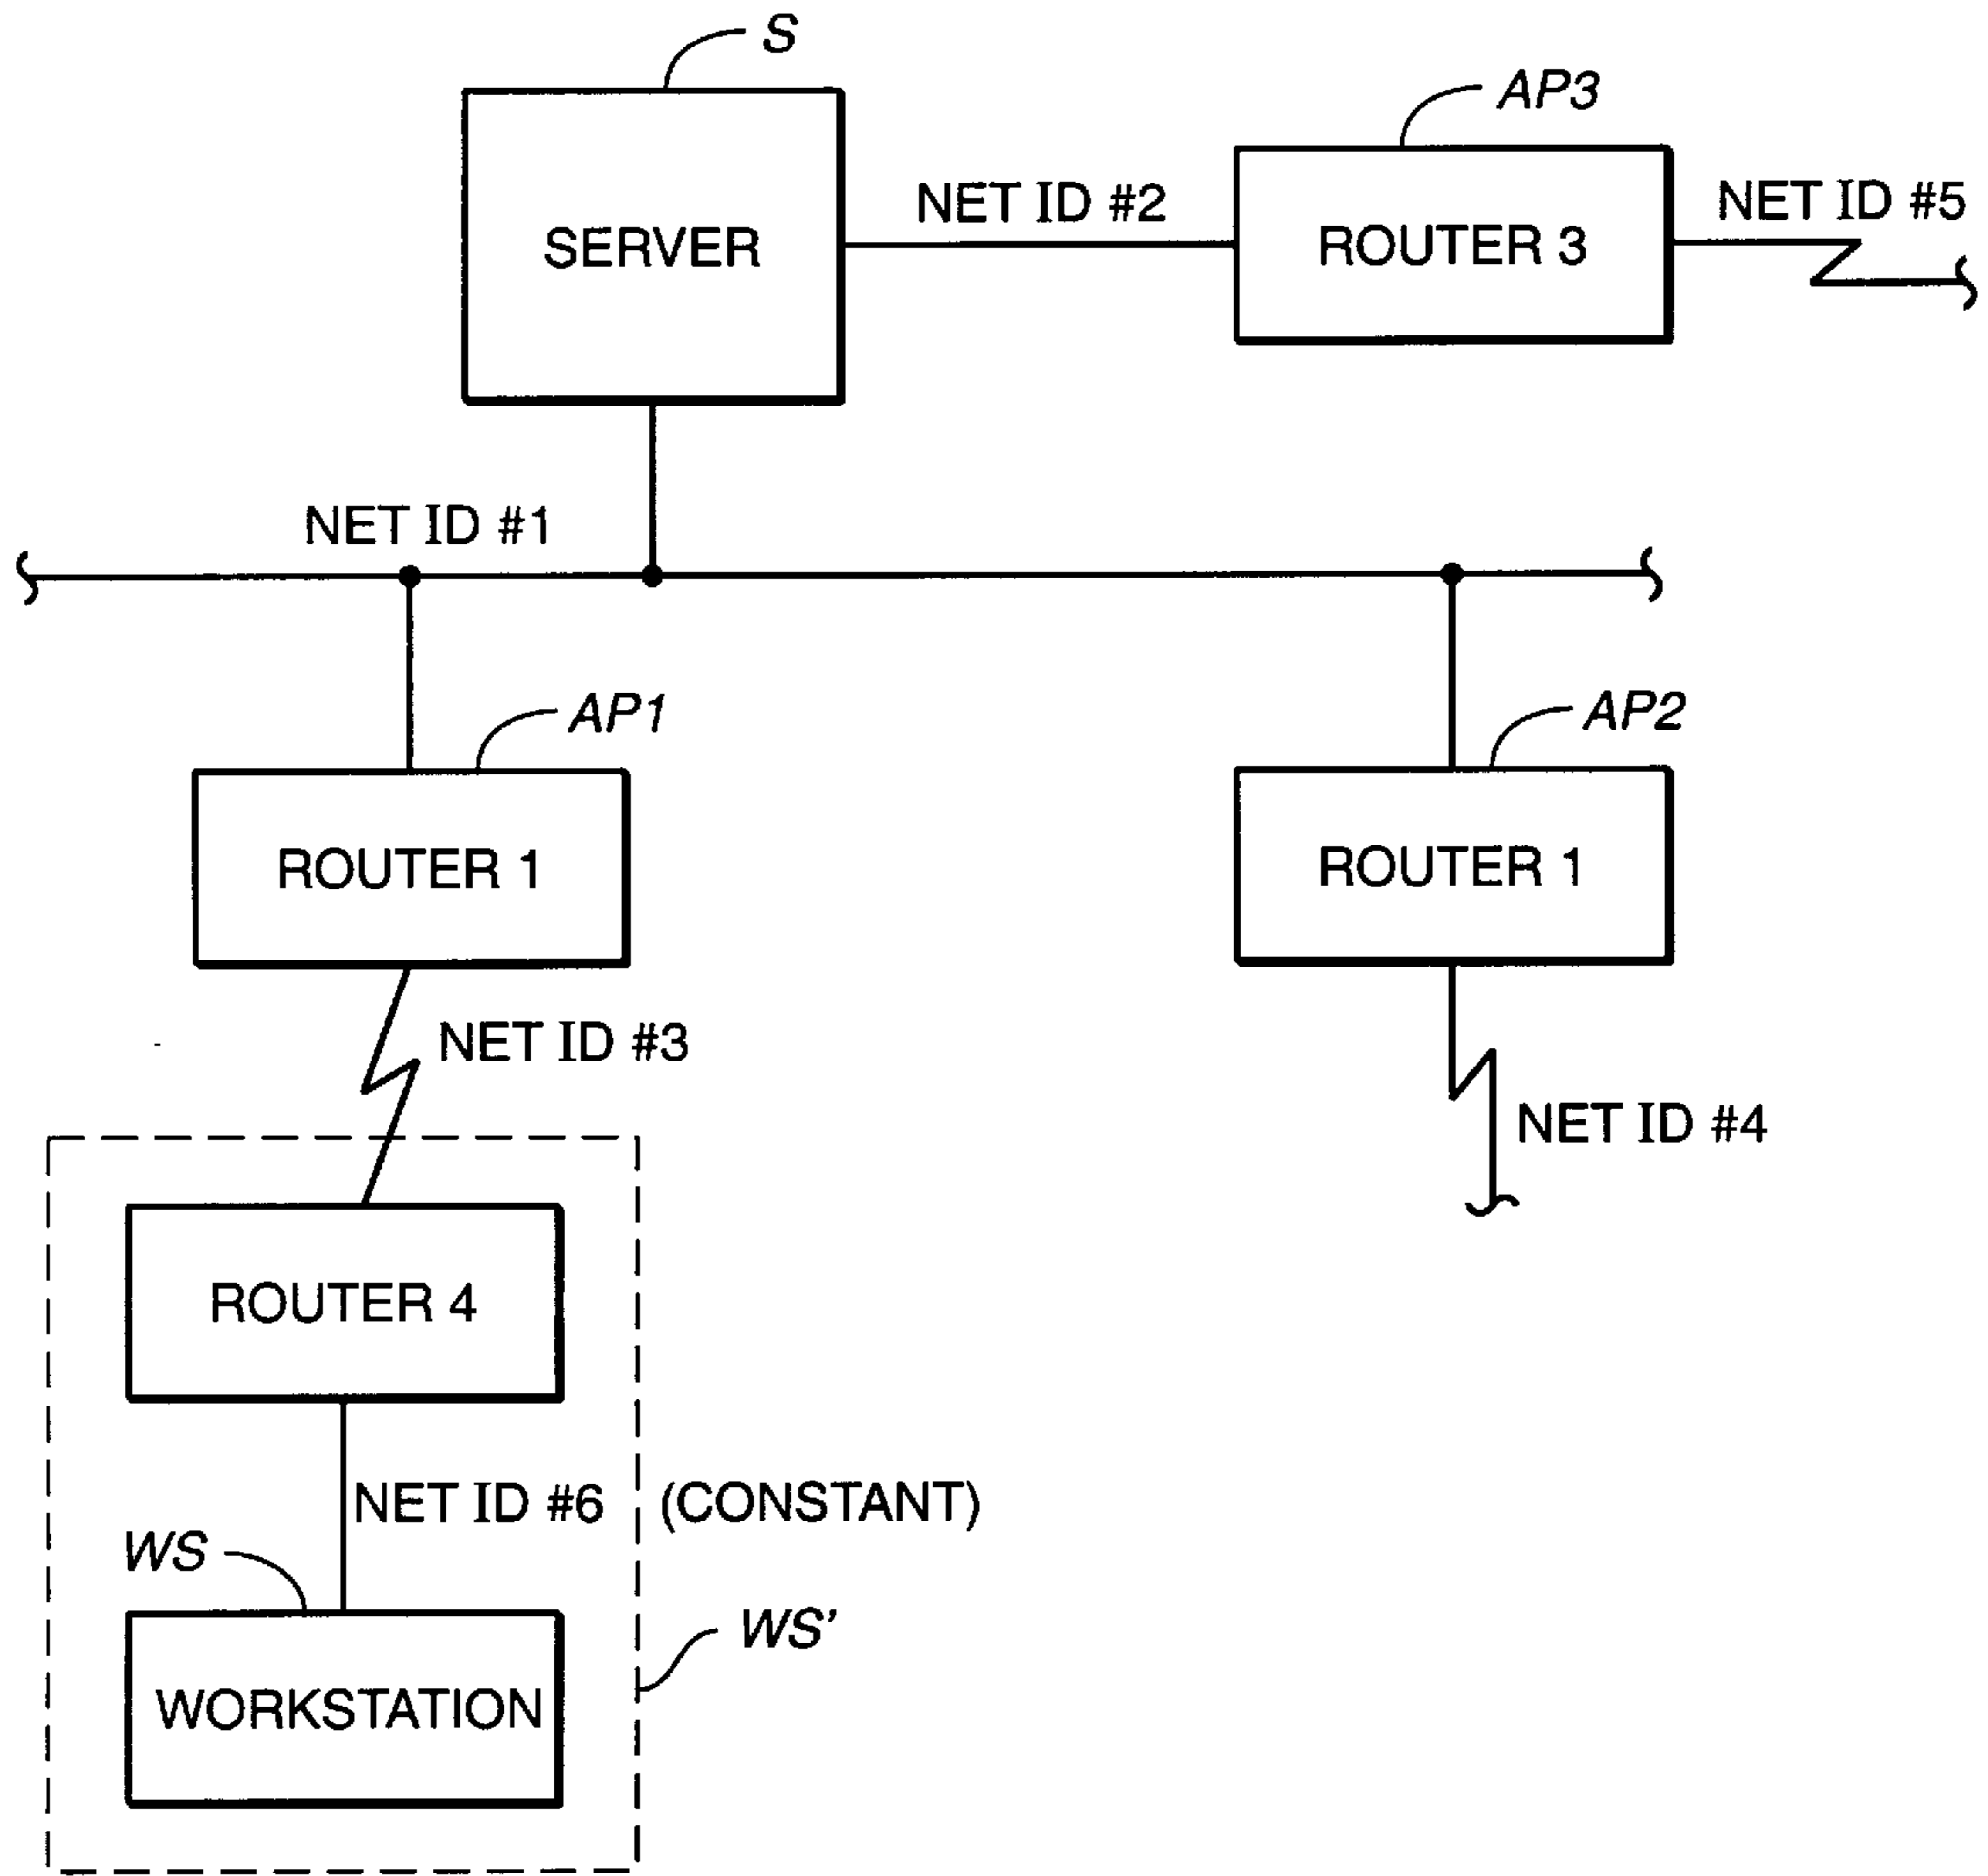 S
AP3
SERVER
NET ID #2
ROUTER 3
NET ID #5
NET ID #1
AP1
AP2
ROUTER 1
ROUTER 1
NET ID #3
NET ID #4
ROUTER 4
NET ID #6 (CONSTANT)
WS
WS'
WORKSTATION